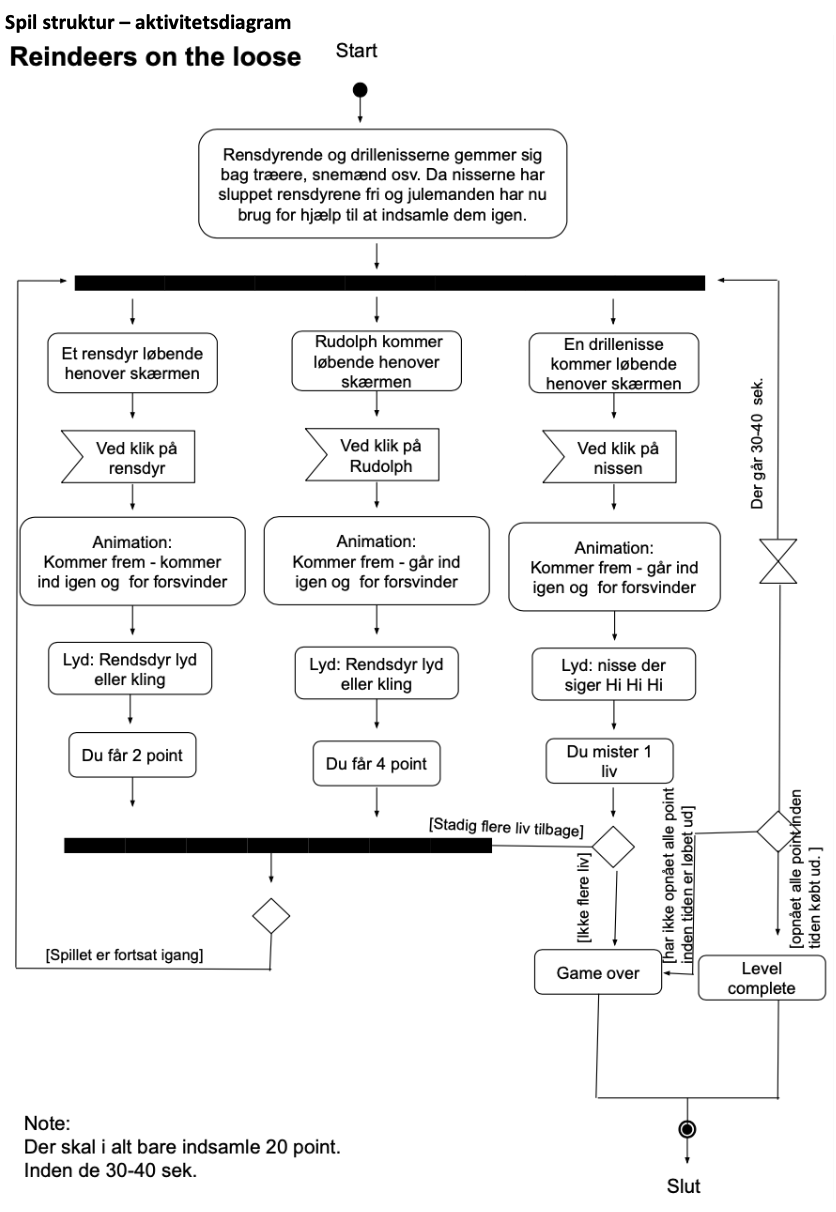 Spil struktur – aktivitetsdiagram
Reindeers on the loose
Start
Rensdyrende og drillenisserne gemmer sig
bag træere, snemænd osv. Da nisserne har
sluppet rensdyrene fri og julemanden har nu
brug for hjælp til at indsamle dem igen.
Et rensdyr løbende
henover skærmen
Ved klik på
rensdyr
Animation:
Kommer frem - kommer
ind igen og  for forsvinder
Lyd: Rendsdyr lyd
eller kling
Du får 2 point
Rudolph kommer
løbende henover
skærmen
Ved klik på
Rudolph
Animation:
Kommer frem - går ind
igen og  for forsvinder
Lyd: Rendsdyr lyd
eller kling
Du får 4 point
En drillenisse
kommer løbende
henover skærmen
Ved klik på
nissen
Animation:
Kommer frem - går ind
igen og  for forsvinder
Lyd: nisse der
siger Hi Hi Hi
Du mister 1
liv
Der går 30-40  sek.
[Stadig flere liv tilbage]
[Ikke flere liv]
[har ikke opnået alle point
inden tiden er løbet ud]
[opnået alle point inden
tiden købt ud. ]
[Spillet er fortsat igang]
Game over
Level
complete
Note:
Der skal i alt bare indsamle 20 point.
Inden de 30-40 sek.
Slut